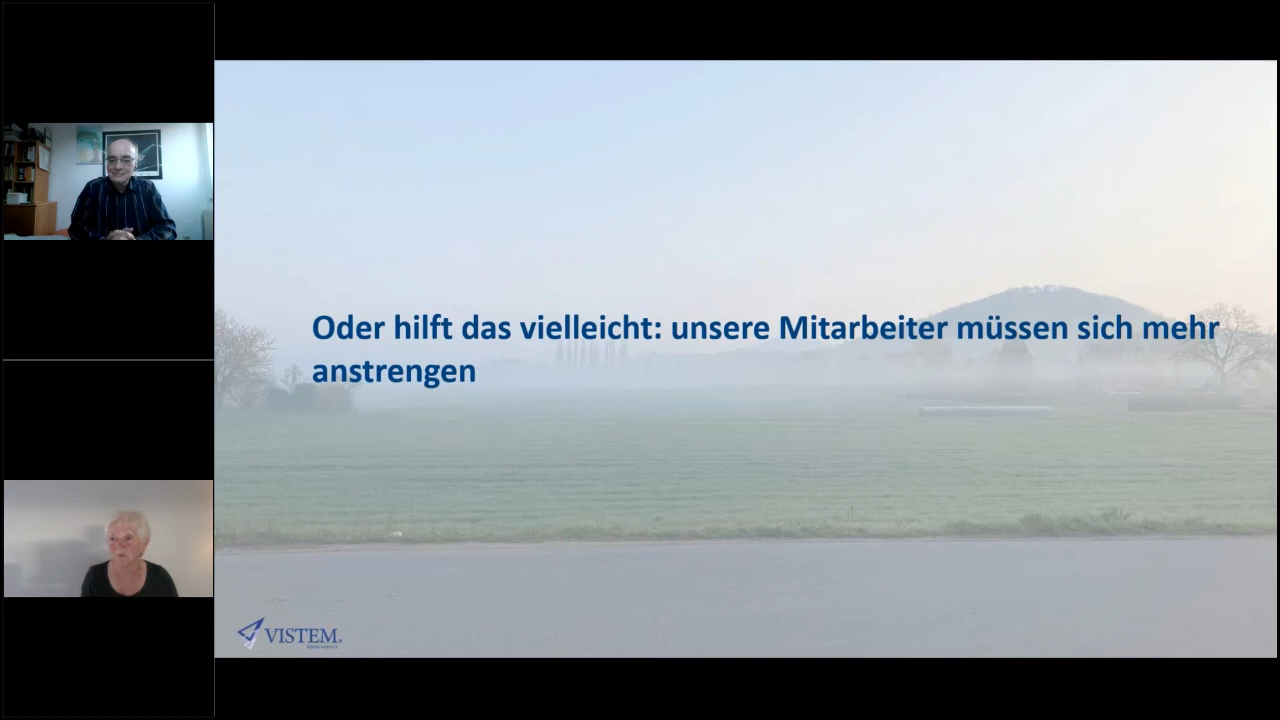 Oder hilft das vielleicht: unsere Mitarbeiter müssen sich mehr
anstrengen
VISTEM®